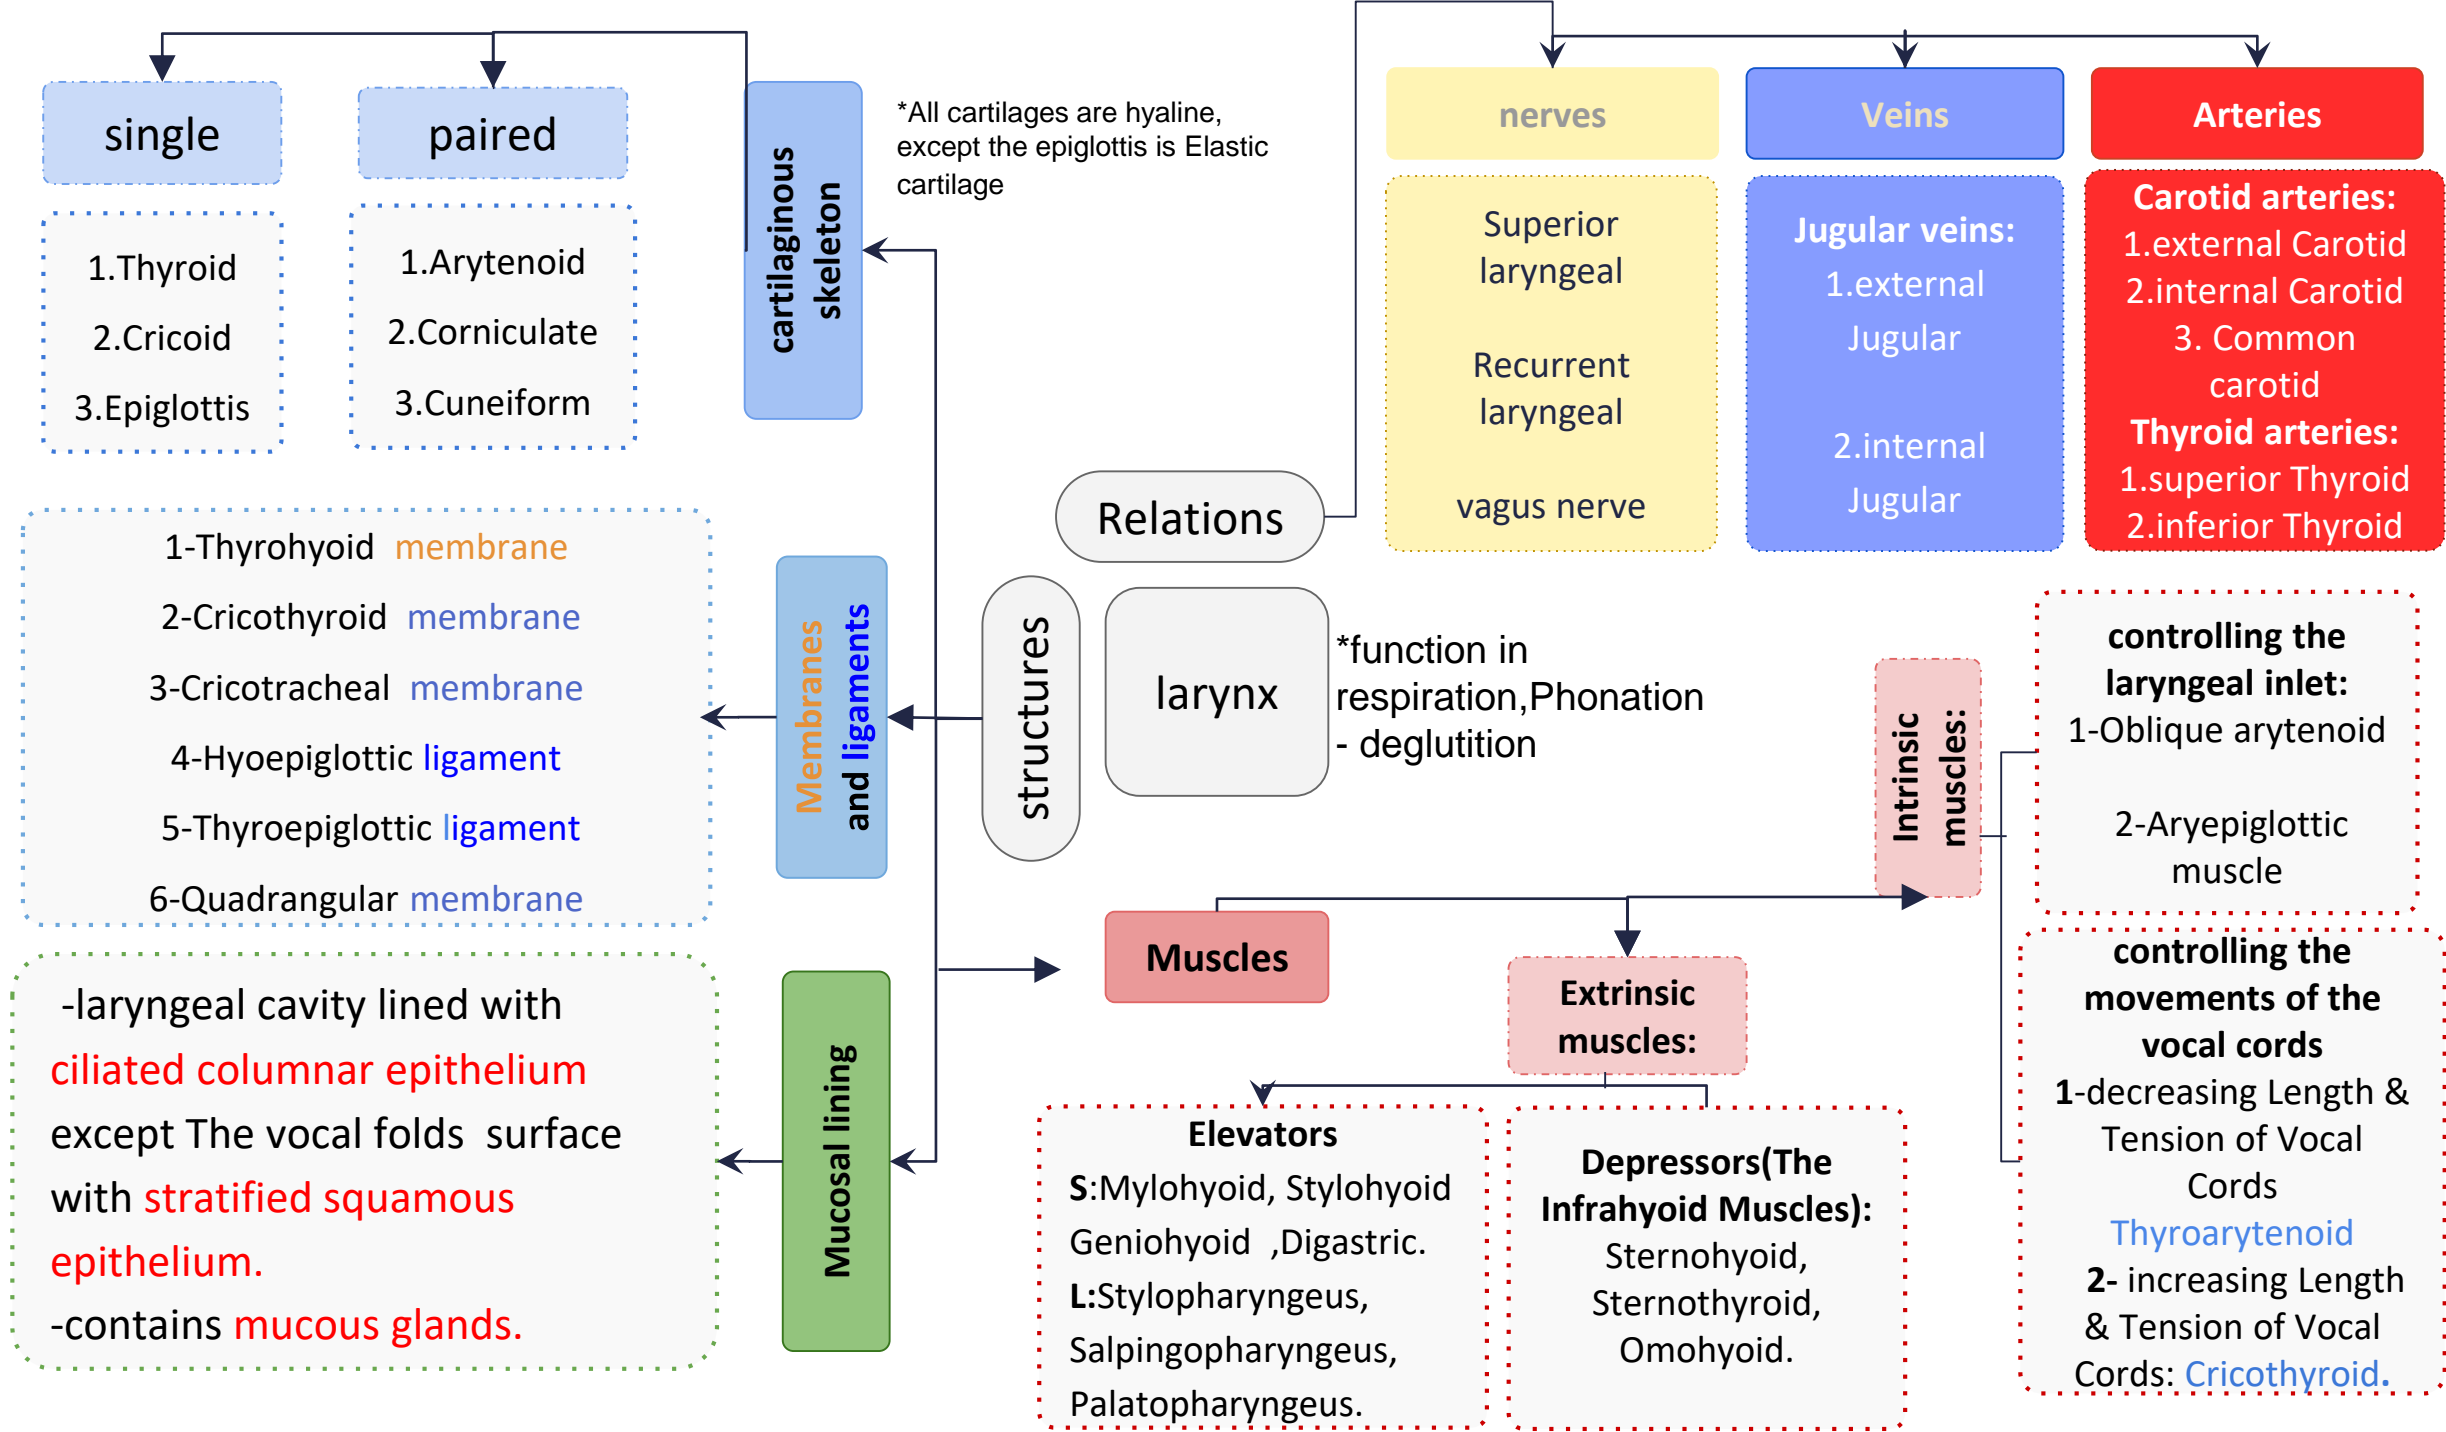 single
1.Thyroid
2.Cricoid
3.Epiglottis
paired
1.Arytenoid
2.Corniculate
3.Cuneiform
cartilaginous
skeleton
*All cartilages are hyaline,
except the epiglottis is Elastic
cartilage
nerves
Superior
laryngeal
Recurrent
laryngeal
vagus nerve
Veins
Jugular veins:
1.external
Jugular
2.internal
Jugular
Arteries
Carotid arteries:
1.external Carotid
2.internal Carotid
3. Common
carotid
Thyroid arteries:
1.superior Thyroid
2.inferior Thyroid
Relations
structures
larynx
*function in
respiration,Phonation
- deglutition
1-Thyrohyoid membrane
2-Cricothyroid membrane
3-Cricotracheal membrane
4-Hyoepiglottic ligament
5-Thyroepiglottic ligament
6-Quadrangular membrane
Membranes
and ligaments
-laryngeal cavity lined with
ciliated columnar epithelium
except The vocal folds surface
with stratified squamous
epithelium.
-contains mucous glands.
Mucosal lining
Muscles
Extrinsic
muscles:
Elevators
S:Mylohyoid, Stylohyoid
Geniohyoid ,Digastric.
L:Stylopharyngeus,
Salpingopharyngeus,
Palatopharyngeus.
Depressors(The
Infrahyoid Muscles):
Sternohyoid,
Sternothyroid,
Omohyoid.
Intrinsic
muscles:
controlling the
laryngeal inlet:
1-Oblique arytenoid
2-Aryepiglottic
muscle
controlling the
movements of the
vocal cords
1-decreasing Length &
Tension of Vocal
Cords
Thyroarytenoid
2- increasing Length
& Tension of Vocal
Cords: Cricothyroid.